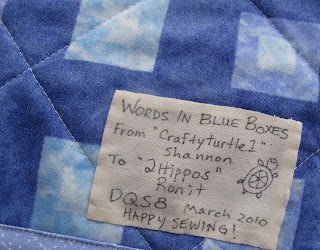 WORDS IN BLUE BOXES
From "Craftyturtle1"
Shannon
To "2Hippos"
Ronit
DQS8 March 2010
HAPPY SEWING!